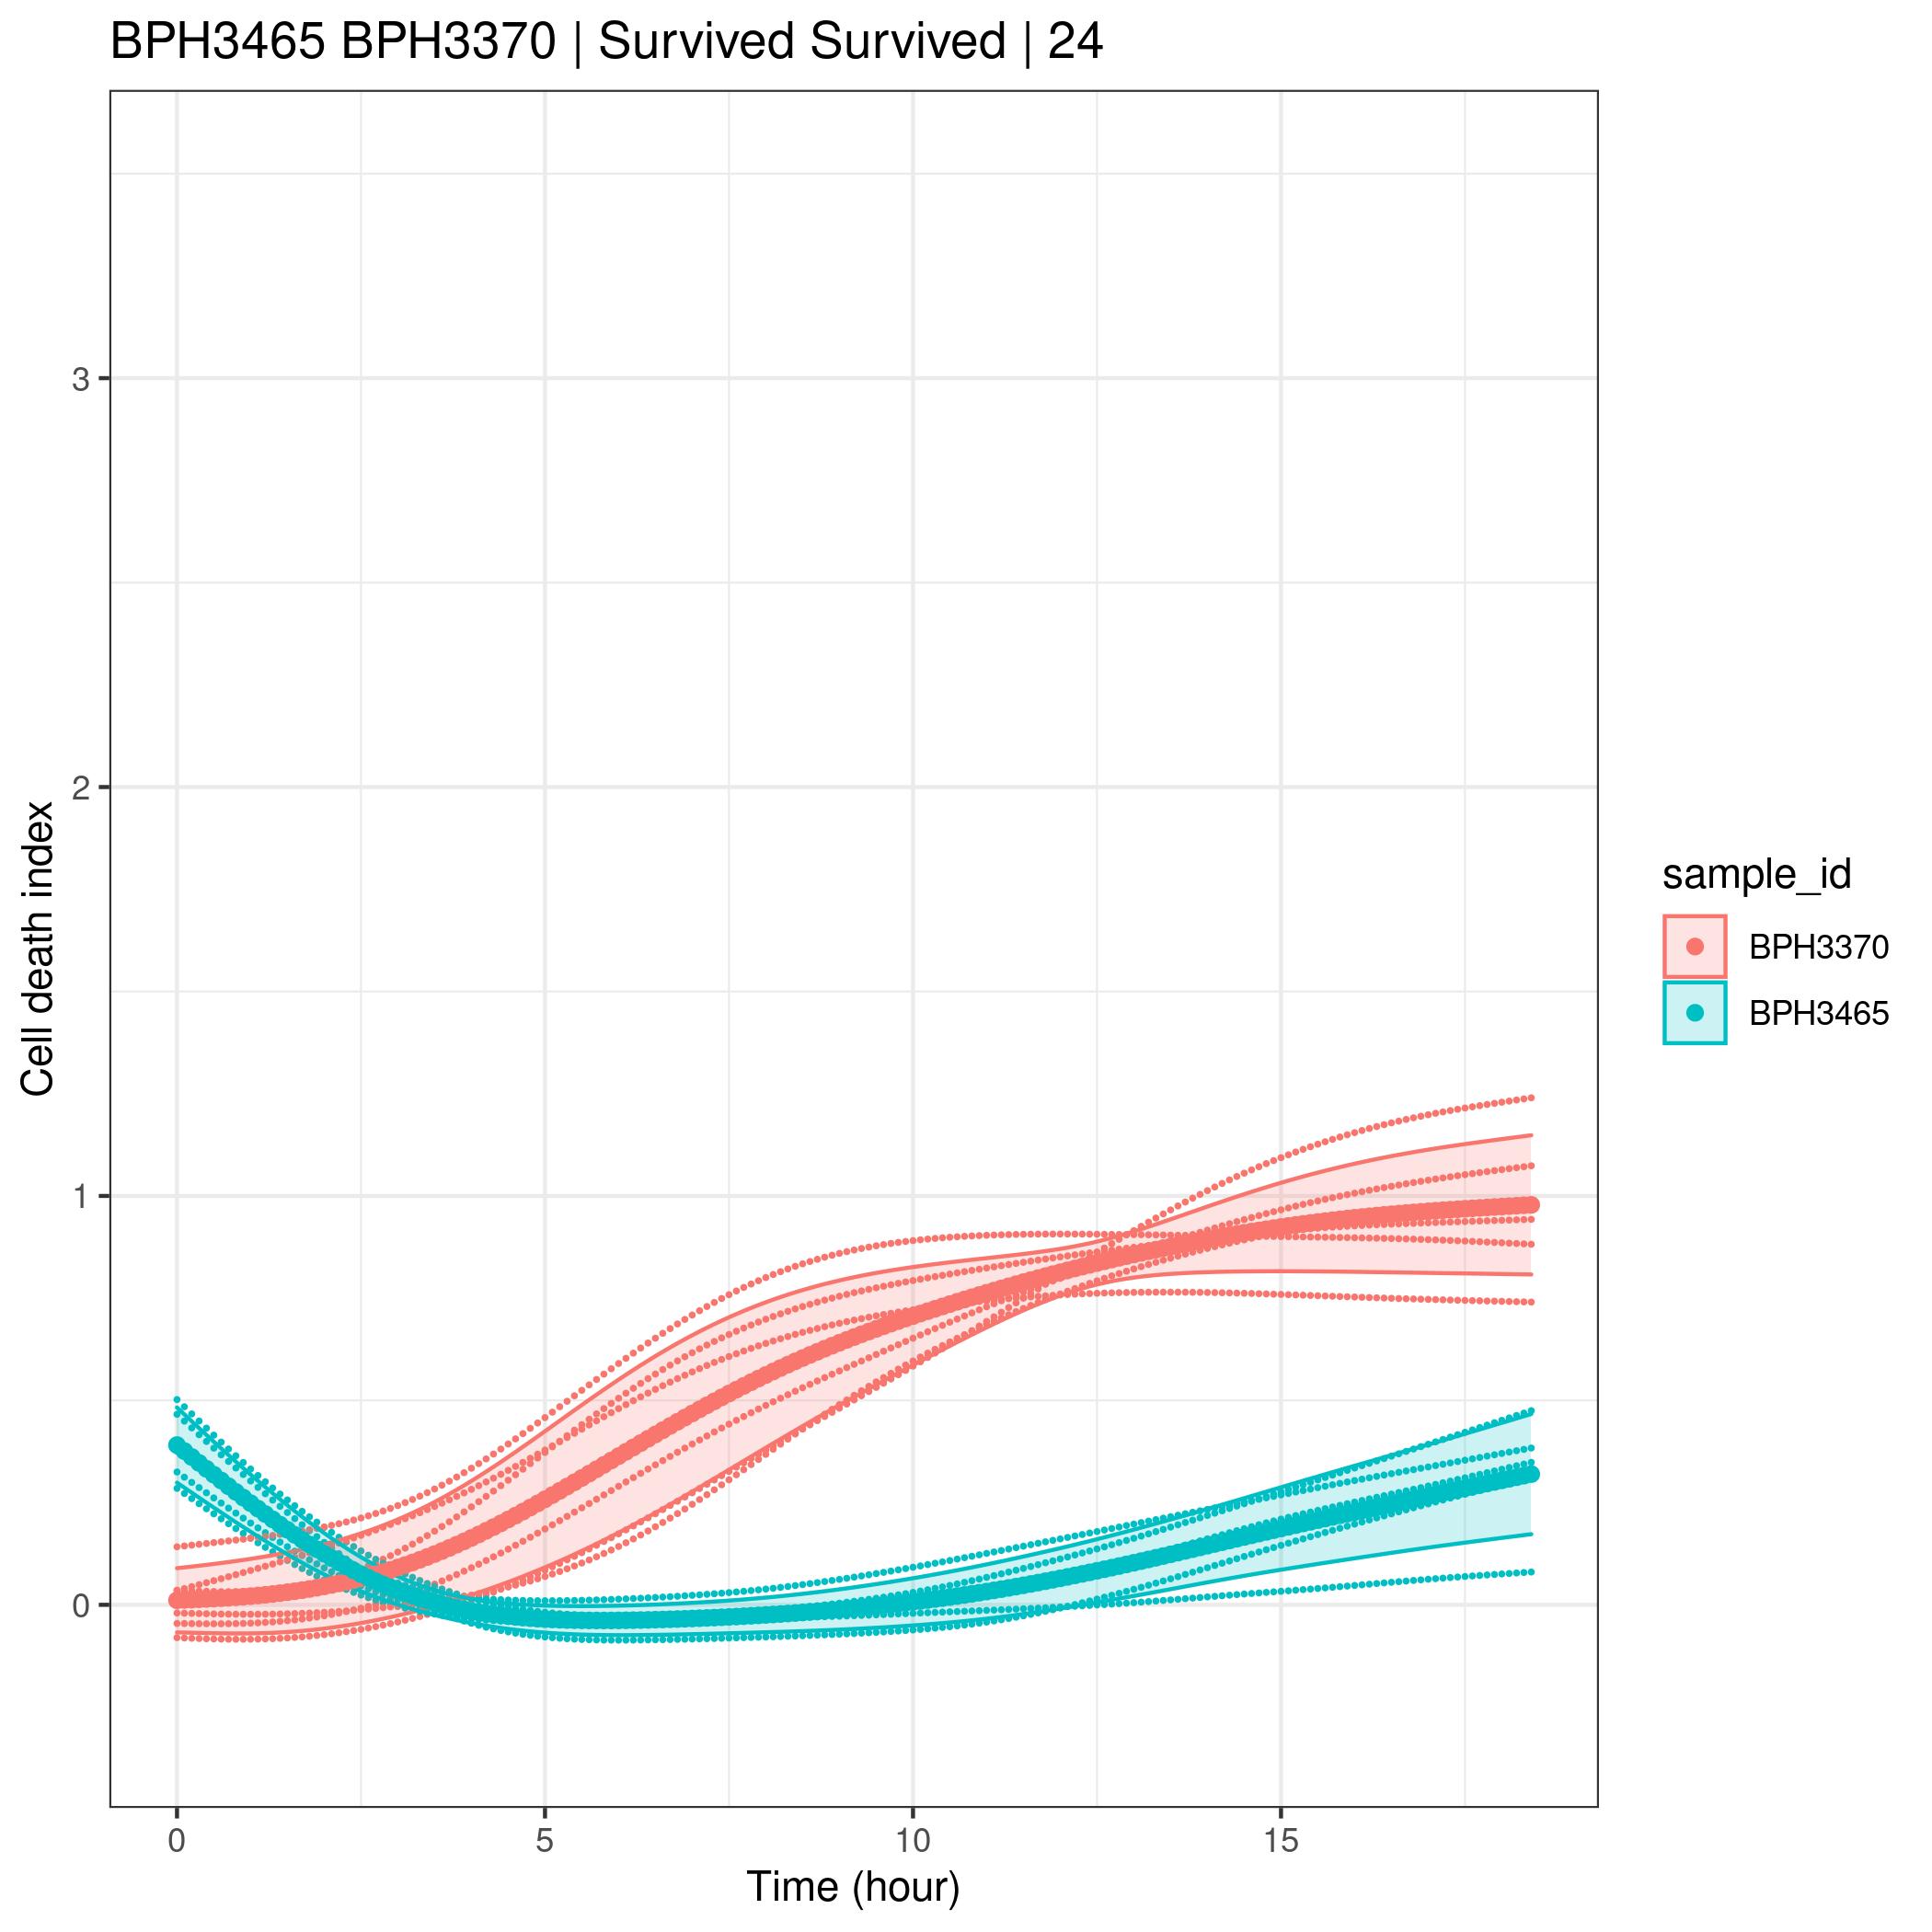 BPH3465 BPH3370 | Survived Survived | 24
3
2
1
0
Cell death index
0 5 10 15
Time (hour)
sample_id
BPH3370
BPH3465